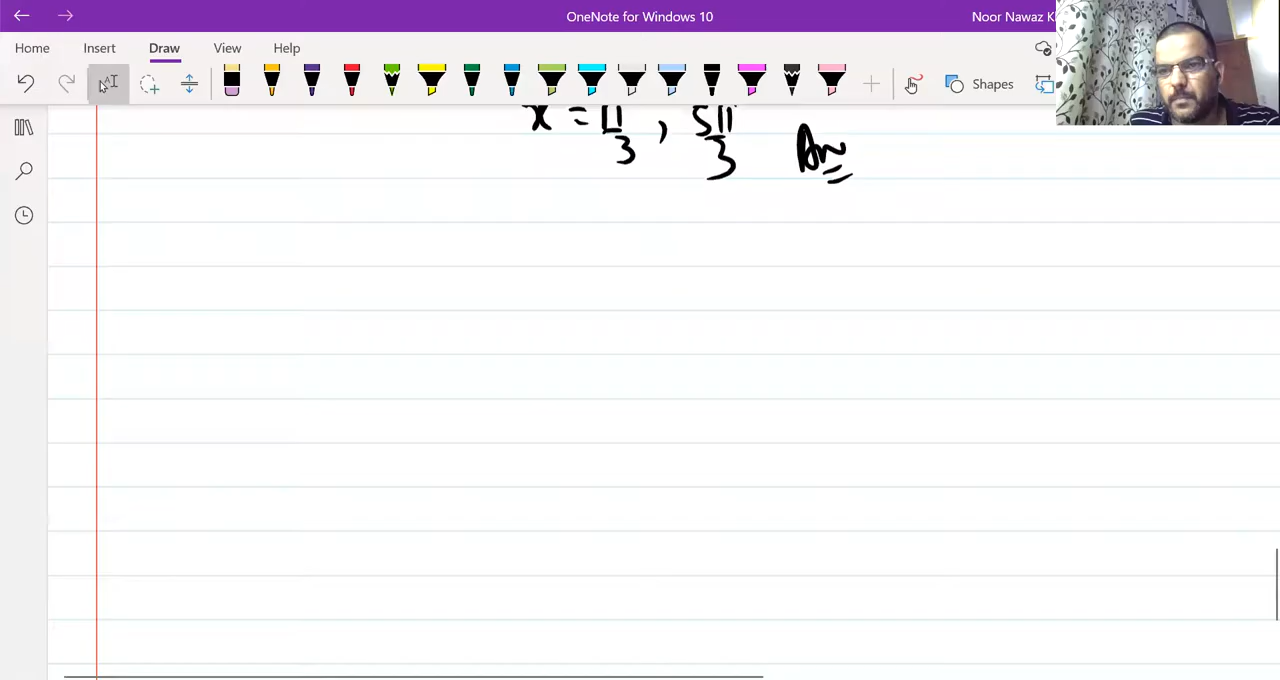 OneNote for Windows 10
Noor Nawaz K
Home Insert Draw View Help
Shapes
x = π/3 , 5π/3 Ans